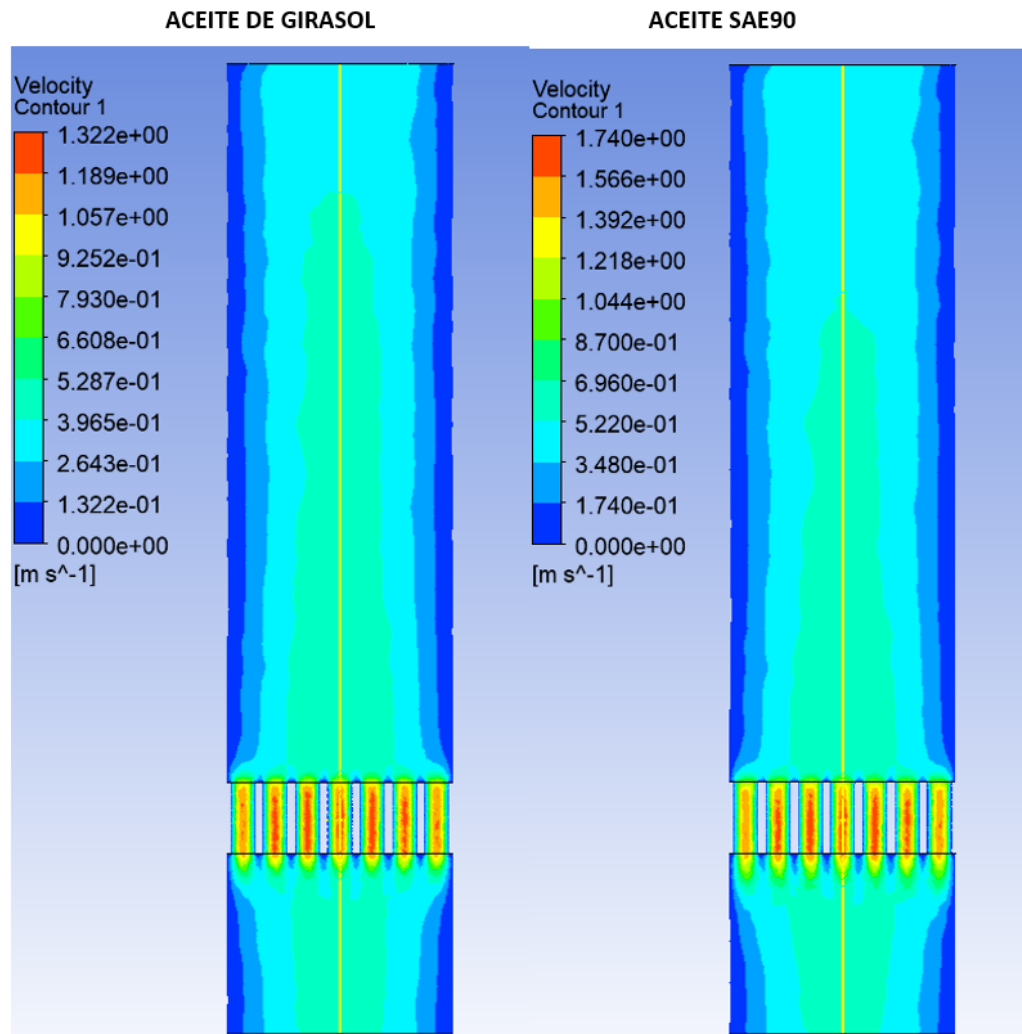 ACEITE DE GIRASOL
Velocity
Contour 1
1.322e+00
1.189e+00
1.057e+00
9.252e-01
7.930e-01
6.608e-01
5.287e-01
3.965e-01
2.643e-01
1.322e-01
0.000e+00
[m s^-1]
ACEITE SAE90
Velocity
Contour 1
1.740e+00
1.566e+00
1.392e+00
1.218e+00
1.044e+00
8.700e-01
6.960e-01
5.220e-01
3.480e-01
1.740e-01
0.000e+00
[m s^-1]